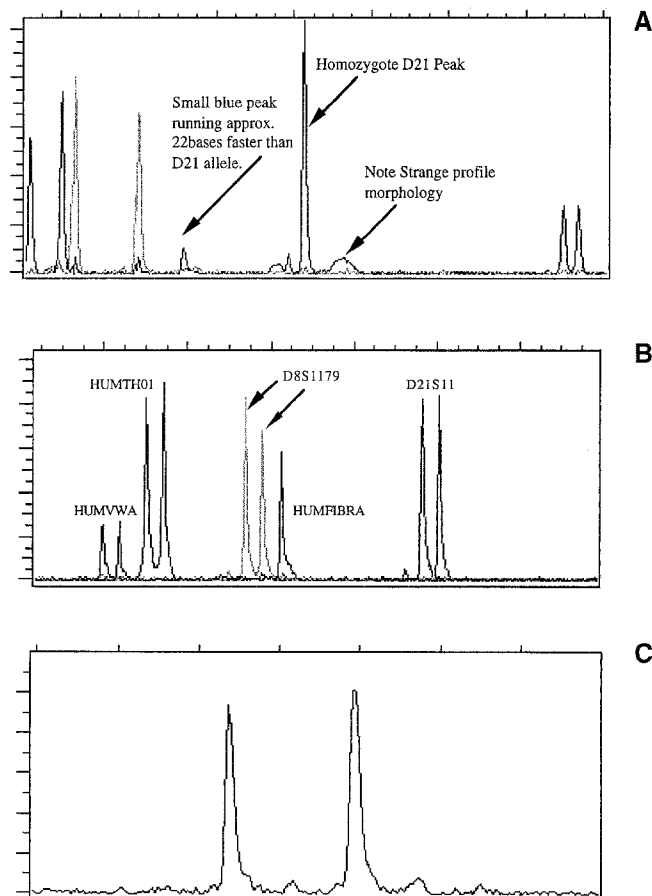 A
Homozygote D21 Peak
Small blue peak
running approx.
22bases faster than
D21 allele.
Note Strange profile
morphology
B
HUMTH01
D8S1179
D21S11
HUMVWA
HUMFIBRA
C